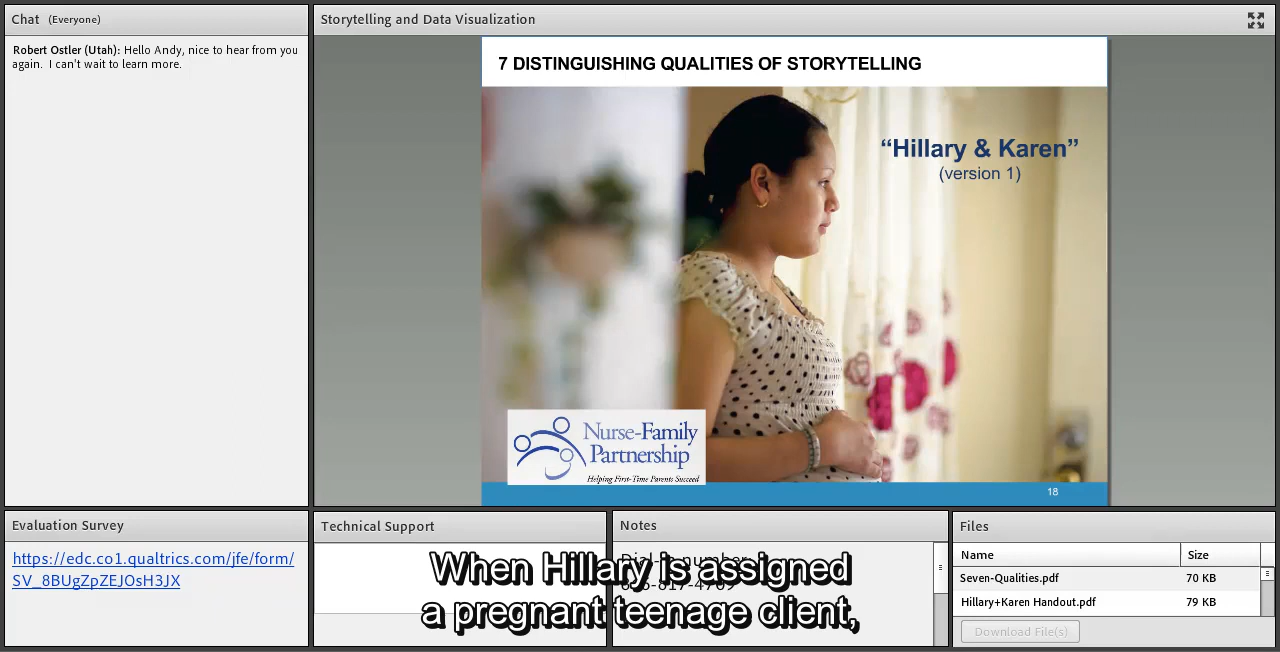 Chat (Everyone)
Robert Ostler (Utah): Hello Andy, nice to hear from you
again. I can't wait to learn more.
Storytelling and Data Visualization
7 DISTINGUISHING QUALITIES OF STORYTELLING
“Hillary & Karen”
(version 1)
Nurse-Family
Partnership
Helping First-Time Parents Succeed
18
Evaluation Survey
https://edc.co1.qualtrics.com/jfe/form/
SV_8BUgZpZEJOsH3JX
Technical Support
Notes
number
Files
Name Size
Seven-Qualities.pdf 70 KB
Hillary+Karen Handout.pdf 79 KB
Download File(s)
When Hillary is assigned
a pregnant teenage client,